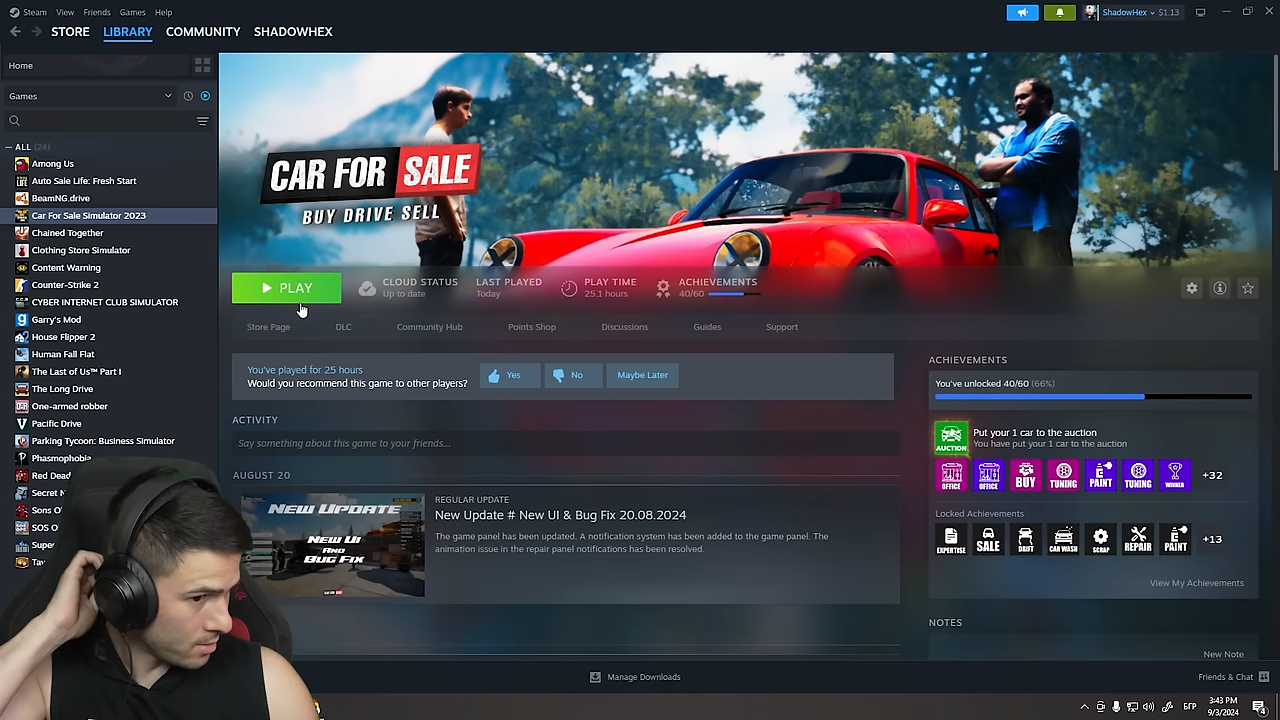 Steam View Friends Games Help
ShadowHex $1.13
STORE LIBRARY COMMUNITY SHADOWHEX
Home
Games
ALL (24)
Among Us
Auto Sale Life: Fresh Start
BeamNG.drive
Car For Sale Simulator 2023
Chained Together
Clothing Store Simulator
Content Warning
Counter-Strike 2
CYBER INTERNET CLUB SIMULATOR
Garry's Mod
House Flipper 2
Human Fall Flat
The Last of Us™ Part I
The Long Drive
One-armed robber
Pacific Drive
Parking Tycoon: Business Simulator
Phasmophobia
Red Dead
Secret N
Sons O
SOS O
Super
Tav
CAR FOR SALE
BUY DRIVE SELL
PLAY
CLOUD STATUS
Up to date
LAST PLAYED
Today
PLAY TIME
25.1 hours
ACHIEVEMENTS
40/60
Store Page DLC Community Hub Points Shop Discussions Guides Support
You've played for 25 hours
Would you recommend this game to other players?
Yes No Maybe Later
ACTIVITY
Say something about this game to your friends...
AUGUST 20
NEW UPDATE
NEW UI
AND
BUG FIX
REGULAR UPDATE
New Update # New UI & Bug Fix 20.08.2024
The game panel has been updated. A notification system has been added to the game panel. The
animation issue in the repair panel notifications has been resolved.
ACHIEVEMENTS
You've unlocked 40/60 (66%)
AUCTION
Put your 1 car to the auction
You have put your 1 car to the auction
OFFICE OFFICE BUY TUNING PAINT TUNING WINNER +32
Locked Achievements
EXPERTISE SALE DRIFT CAR WASH SCRAP REPAIR PAINT +13
View My Achievements
NOTES
New Note
Manage Downloads
Friends & Chat
БГР
3:43 PM
9/3/2024